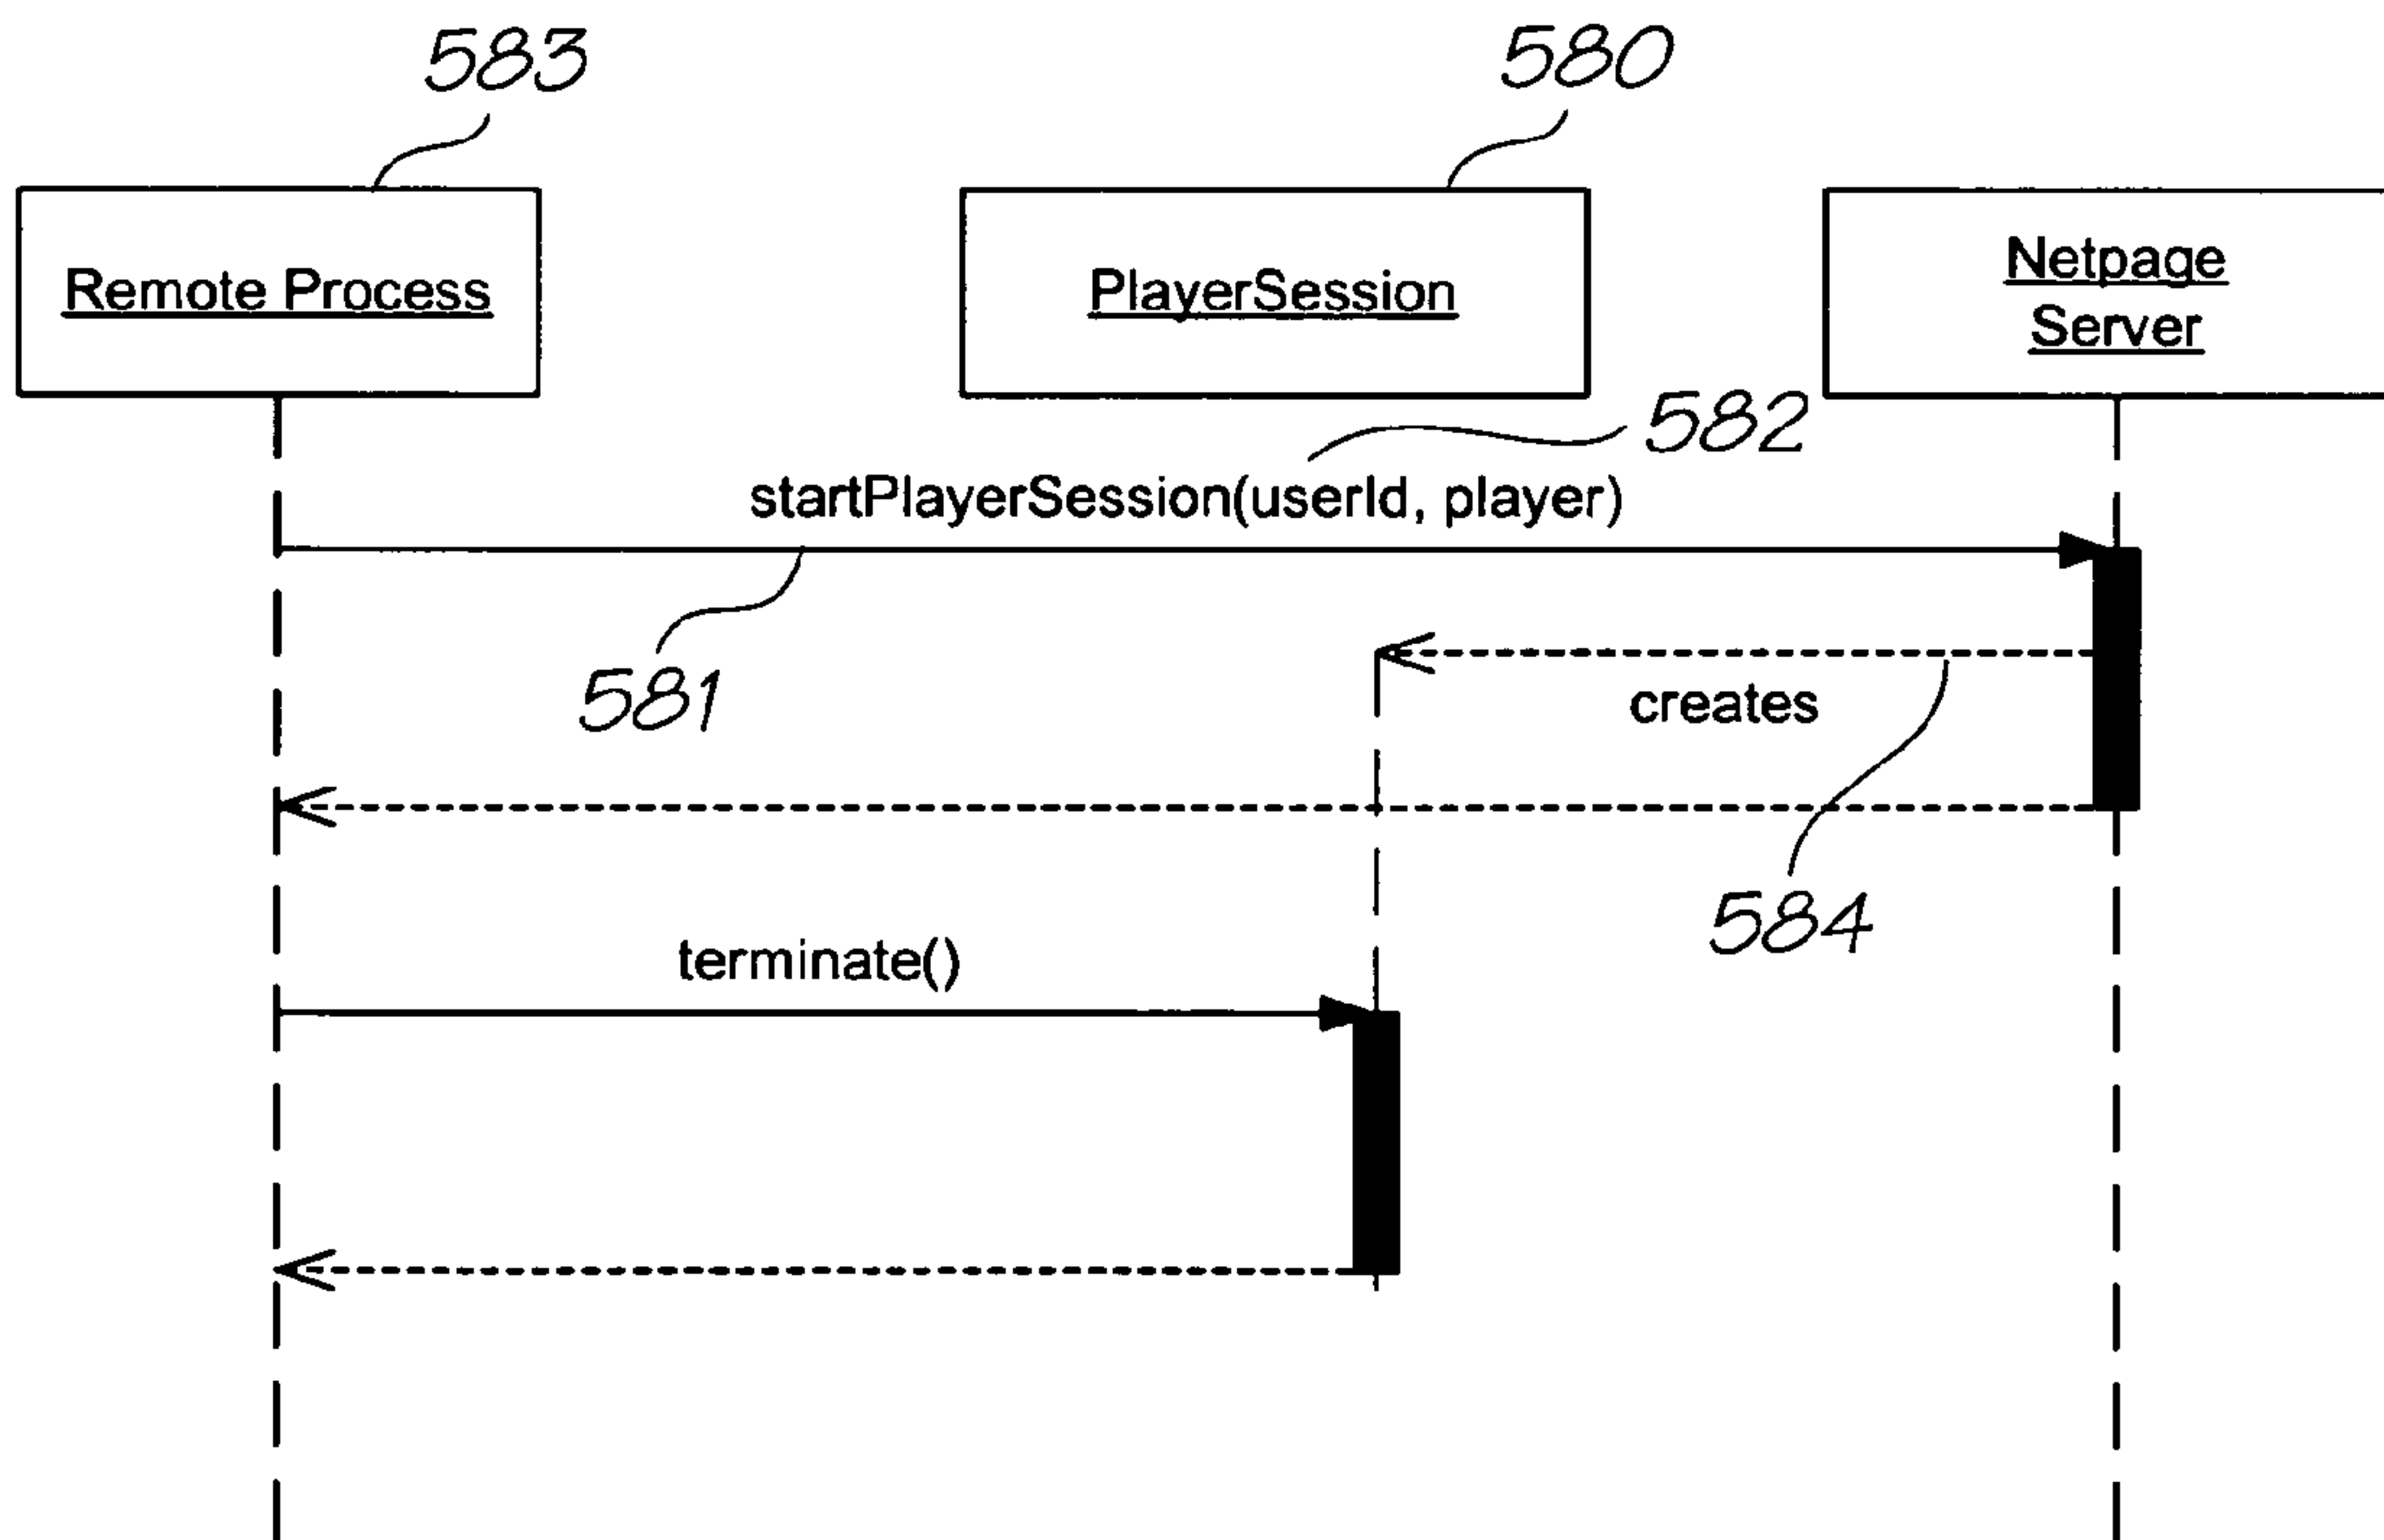 583
580
Remote Process
PlayerSession
Netpage
Server
582
startPlayerSession(userId, player)
581
creates
584
terminate()